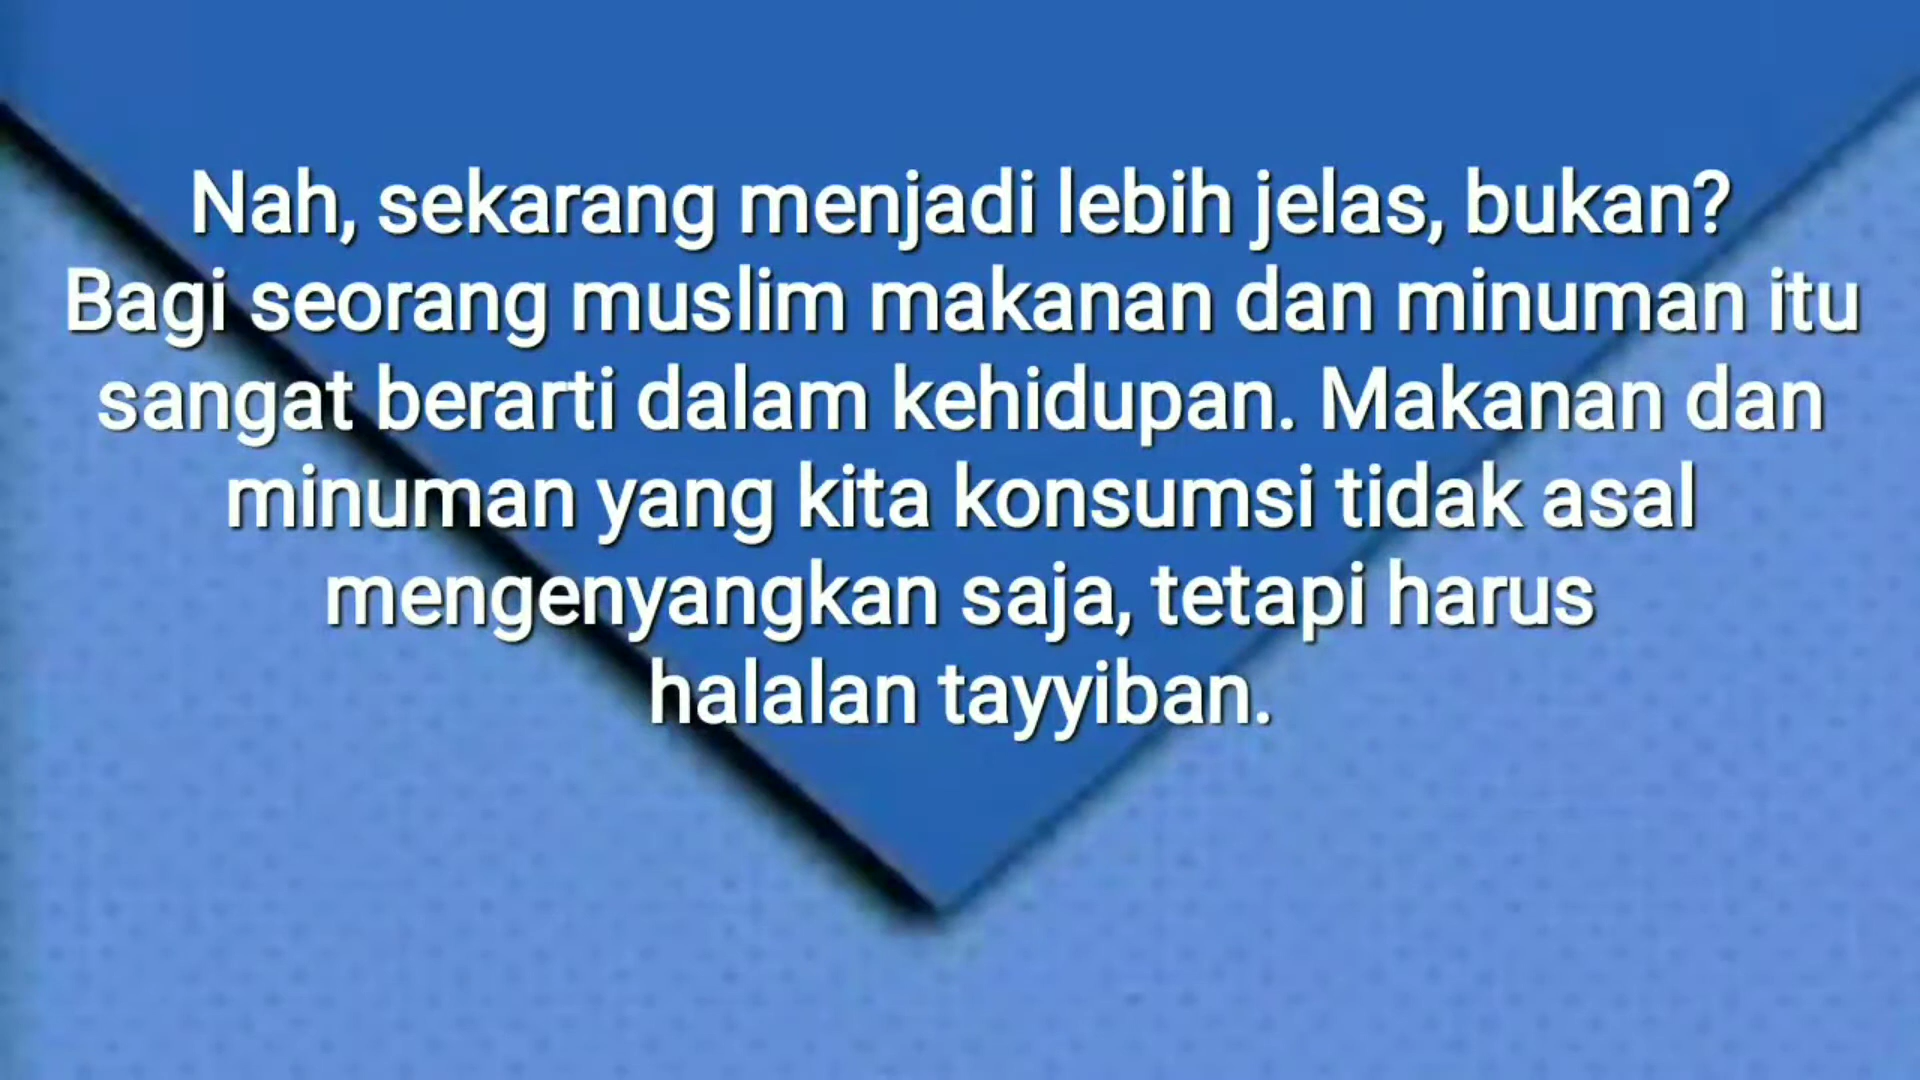 Nah, sekarang menjadi lebih jelas, bukan?
Bagi seorang muslim makanan dan minuman itu
sangat berarti dalam kehidupan. Makanan dan
minuman yang kita konsumsi tidak asal
mengenyangkan saja, tetapi harus
halalan tayyiban.